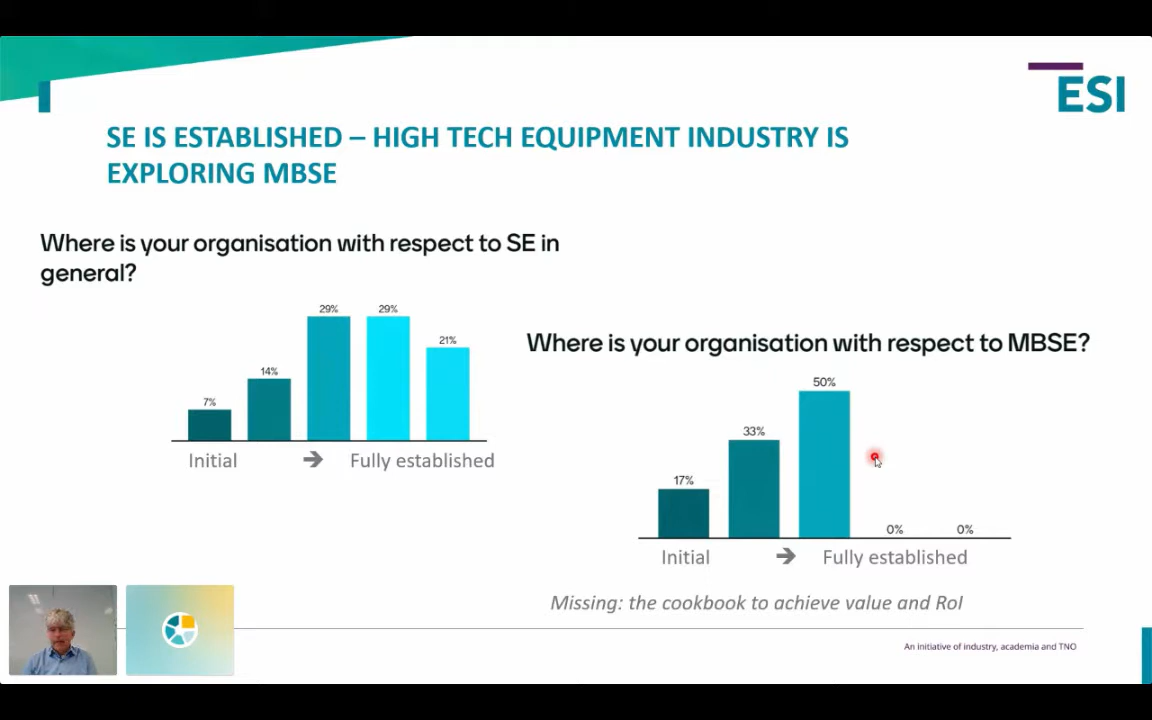 ESI
SE IS ESTABLISHED – HIGH TECH EQUIPMENT INDUSTRY IS
EXPLORING MBSE
Where is your organisation with respect to SE in
general?
29%
29%
21%
14%
7%
Initial ➔ Fully established
Where is your organisation with respect to MBSE?
50%
33%
17%
0%
0%
Initial ➔ Fully established
Missing: the cookbook to achieve value and RoI
An initiative of industry, academia and TNO